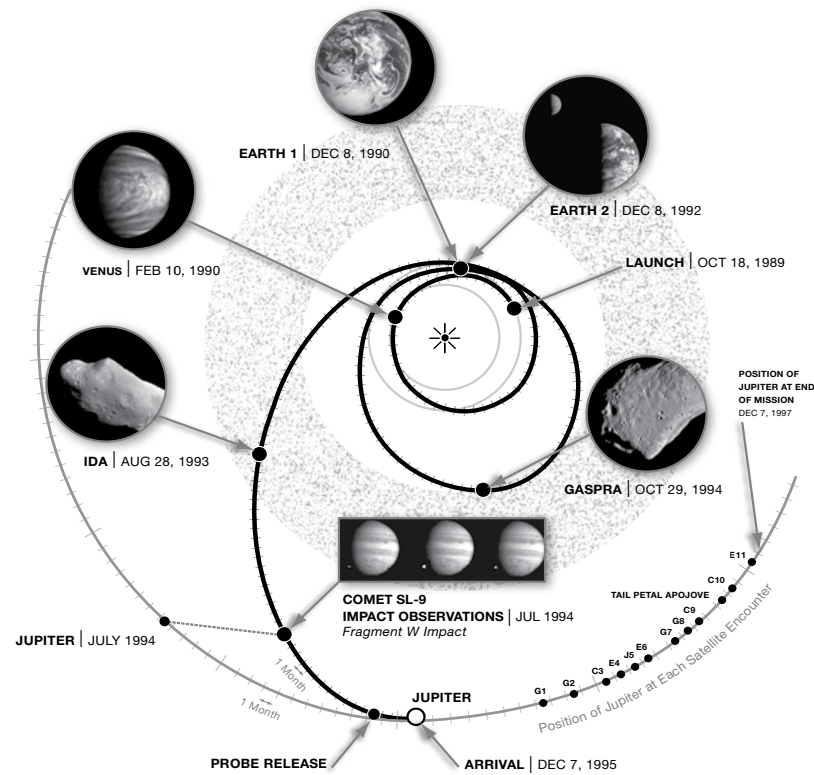 EARTH 1 | DEC 8, 1990
EARTH 2 | DEC 8, 1992
VENUS | FEB 10, 1990
LAUNCH | OCT 18, 1989
POSITION OF
JUPITER AT END
OF MISSION
DEC 7, 1997
IDA | AUG 28, 1993
GASPRA | OCT 29, 1994
COMET SL-9
IMPACT OBSERVATIONS | JUL 1994
Fragment W Impact
JUPITER | JULY 1994
1 Month
1 Month
JUPITER
PROBE RELEASE
ARRIVAL | DEC 7, 1995
G1
G2
C3
E4
J5
E6
G7
G8
C9
TAIL PETAL APOJOVE
C10
E11
Position of Jupiter at Each Satellite Encounter